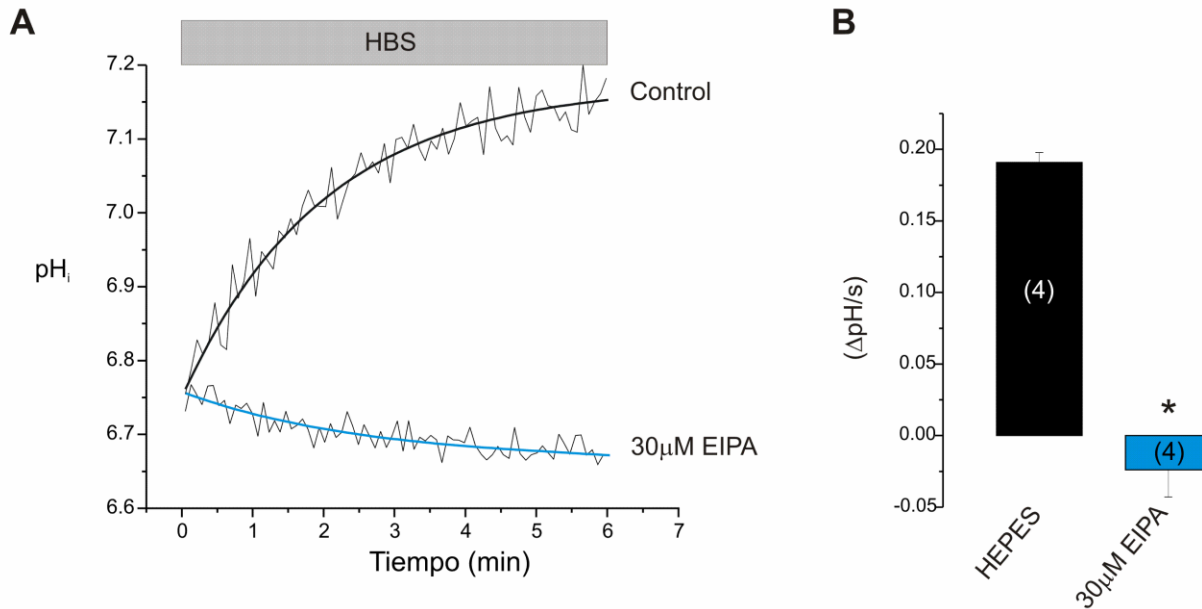 A
HBS
7.2
7.1
7.0
6.9
6.8
6.7
6.6
pHi
Control
30µM EIPA
0 1 2 3 4 5 6 7
Tiempo (min)
B
0.20
0.15
0.10
0.05
0.00
-0.05
(ΔpH/s)
(4)
*
(4)
HEPES
30µM EIPA